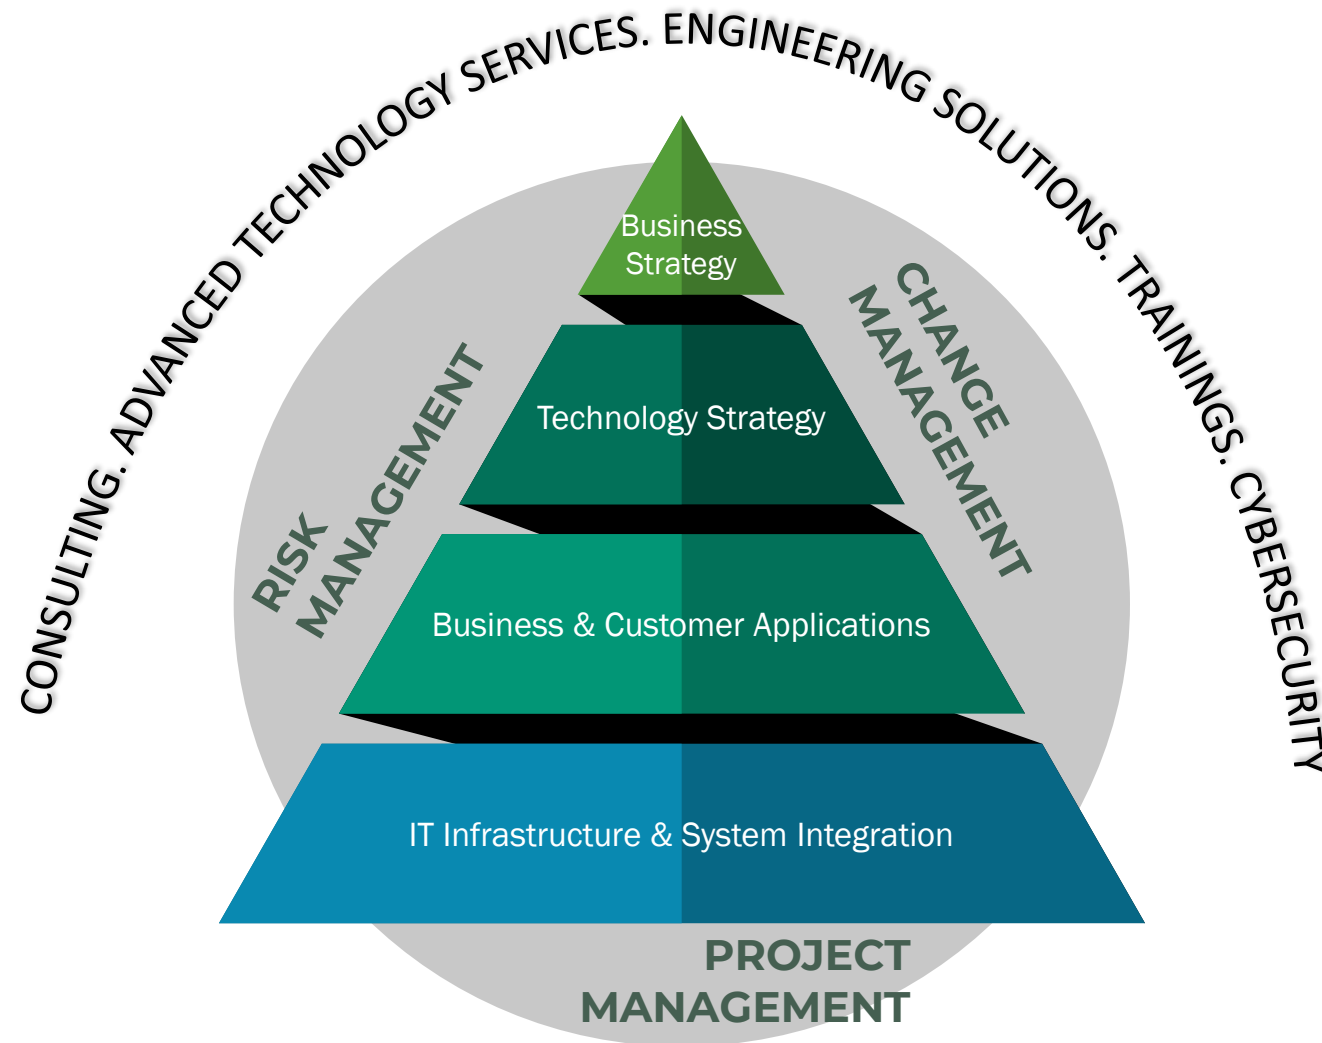 CONSULTING. ADVANCED TECHNOLOGY SERVICES. ENGINEERING SOLUTIONS. TRAININGS. CYBERSECURITY
Business
Strategy
Technology Strategy
Business & Customer Applications
IT Infrastructure & System Integration
RISK
MANAGEMENT
CHANGE
MANAGEMENT
PROJECT
MANAGEMENT